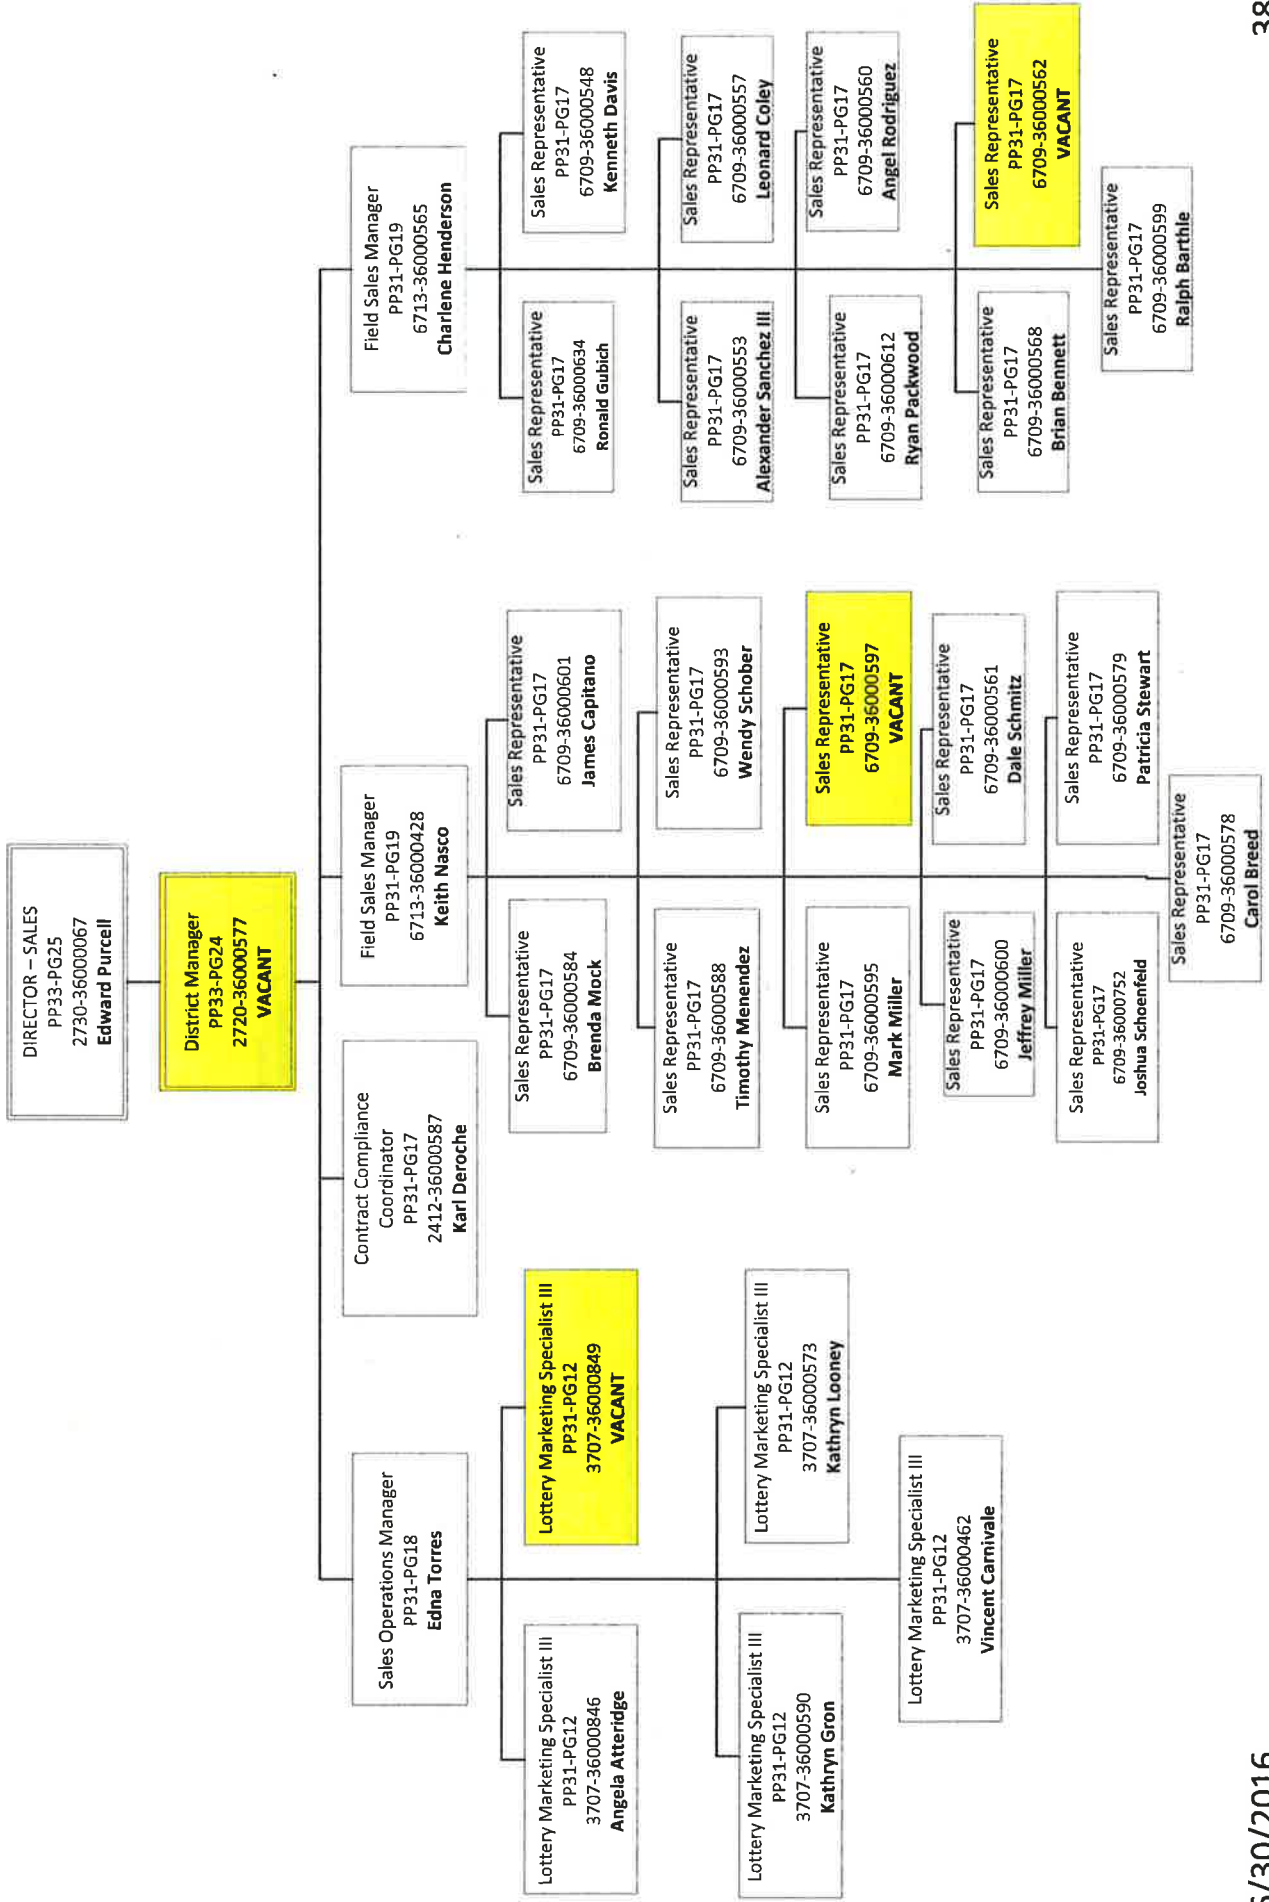 DIRECTOR – SALES
PP33-PG25
2730-36000067
Edward Purcell
District Manager
PP33-PG24
2720-36000577
VACANT
Sales Operations Manager
PP31-PG18
Edna Torres
Contract Compliance
Coordinator
PP31-PG17
2412-36000587
Karl Deroche
Field Sales Manager
PP31-PG19
6713-36000428
Keith Nasco
Field Sales Manager
PP31-PG19
6713-36000565
Charlene Henderson
Lottery Marketing Specialist III
PP31-PG12
3707-36000846
Angela Atteridge
Lottery Marketing Specialist III
PP31-PG12
3707-36000849
VACANT
Lottery Marketing Specialist III
PP31-PG12
3707-36000590
Kathryn Gron
Lottery Marketing Specialist III
PP31-PG12
3707-36000573
Kathryn Looney
Lottery Marketing Specialist III
PP31-PG12
3707-36000462
Vincent Carnivale
Sales Representative
PP31-PG17
6709-36000584
Brenda Mock
Sales Representative
PP31-PG17
6709-36000601
James Capitano
Sales Representative
PP31-PG17
6709-36000588
Timothy Menendez
Sales Representative
PP31-PG17
6709-36000593
Wendy Schober
Sales Representative
PP31-PG17
6709-36000595
Mark Miller
Sales Representative
PP31-PG17
6709-36000597
VACANT
Sales Representative
PP31-PG17
6709-36000600
Jeffrey Miller
Sales Representative
PP31-PG17
6709-36000561
Dale Schmitz
Sales Representative
PP31-PG17
6709-36000752
Joshua Schoenfeld
Sales Representative
PP31-PG17
6709-36000579
Patricia Stewart
Sales Representative
PP31-PG17
6709-36000578
Carol Breed
Sales Representative
PP31-PG17
6709-36000634
Ronald Gubich
Sales Representative
PP31-PG17
6709-36000548
Kenneth Davis
Sales Representative
PP31-PG17
6709-36000553
Alexander Sanchez III
Sales Representative
PP31-PG17
6709-36000557
Leonard Coley
Sales Representative
PP31-PG17
6709-36000612
Ryan Packwood
Sales Representative
PP31-PG17
6709-36000560
Angel Rodriguez
Sales Representative
PP31-PG17
6709-36000568
Brian Bennett
Sales Representative
PP31-PG17
6709-36000562
VACANT
Sales Representative
PP31-PG17
6709-36000599
Ralph Barthle
6/30/2016
38